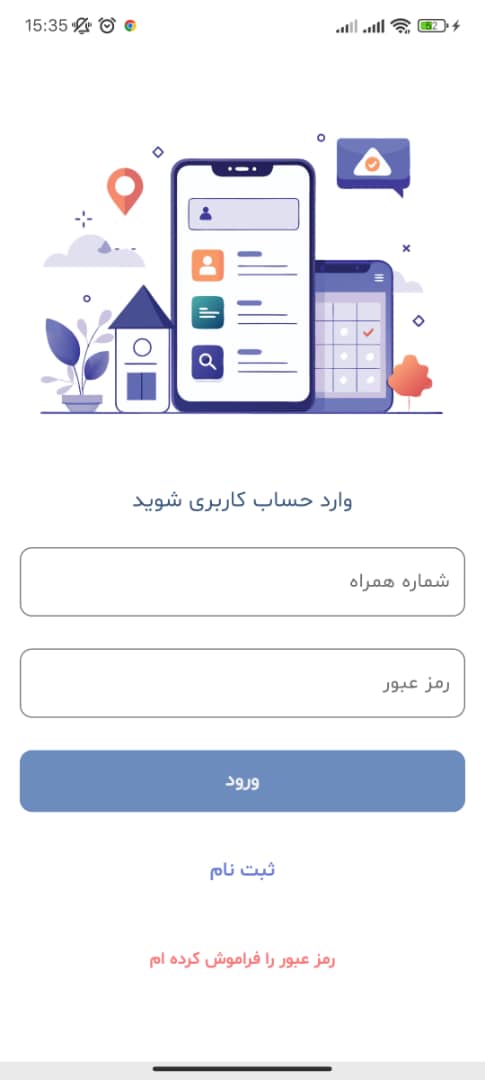 15:35
52
وارد حساب کاربری شوید
شماره همراه
رمز عبور
ورود
ثبت نام
رمز عبور را فراموش کرده ام